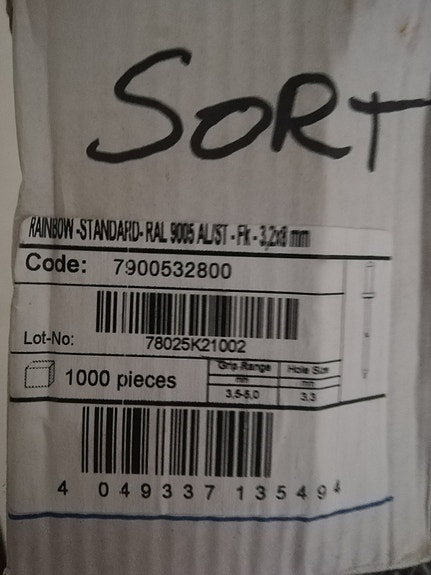 SORT
RAINBOW -STANDARD- RAL 9005 AL/ST - Fk - 3,2x8 mm
Code: 7900532800
Lot-No: 78025K21002
1000 pieces
Grip Range Hole Size
mm mm
3.5-5.0 3.3
4 049337 135494